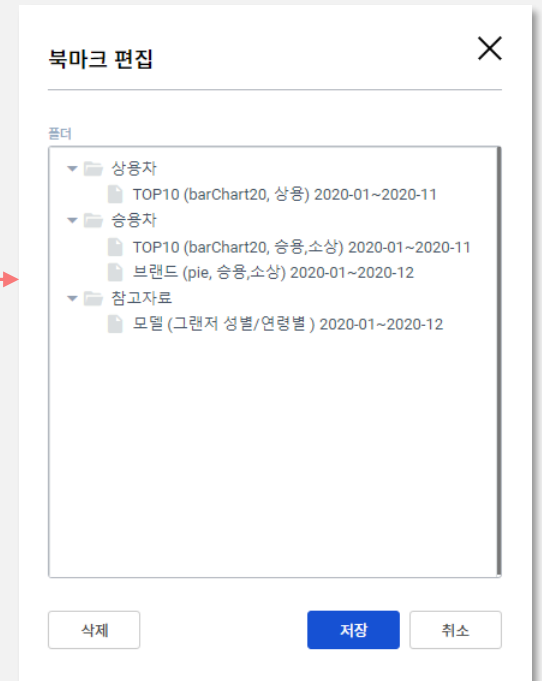 북마크 편집
폴더
상용차
TOP10 (barChart20, 상용) 2020-01~2020-11
승용차
TOP10 (barChart20, 승용,소상) 2020-01~2020-11
브랜드 (pie, 승용,소상) 2020-01~2020-12
참고자료
모델 (그랜저 성별/연령별 ) 2020-01~2020-12
삭제 저장 취소